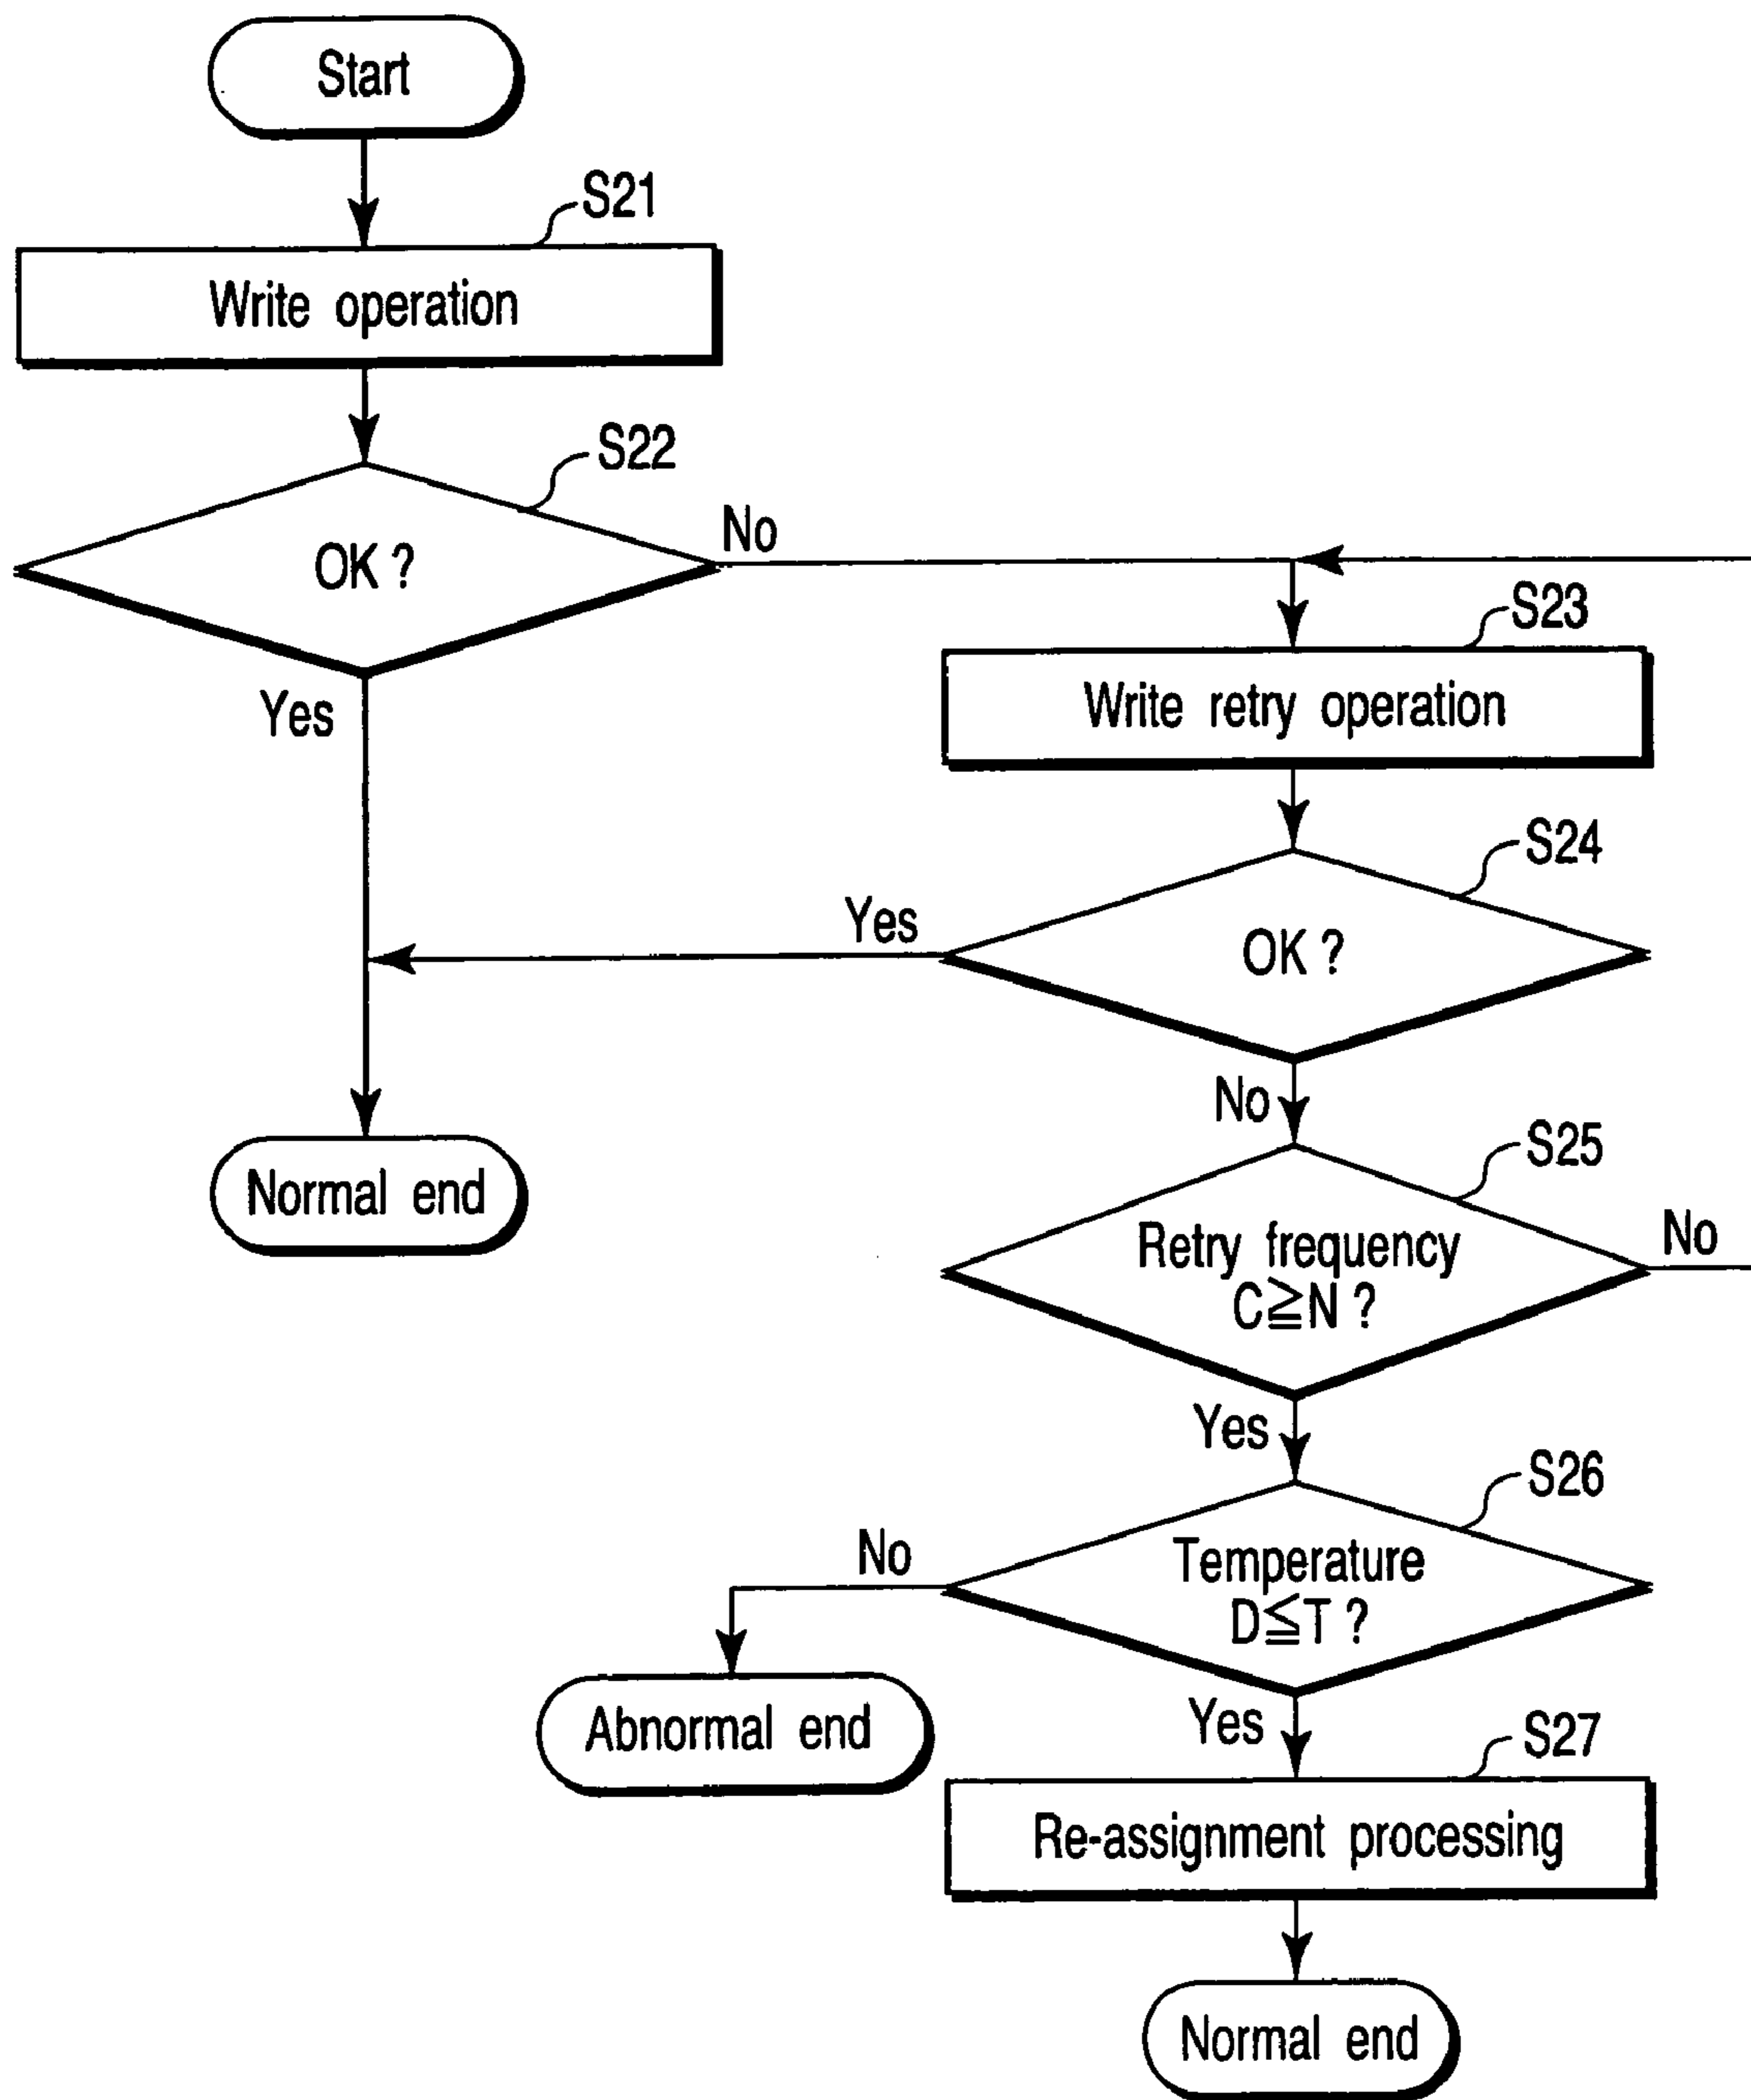 Start
S21
Write operation
S22
OK ?
No
Yes
S23
Write retry operation
S24
Yes
OK ?
No
Normal end
S25
Retry frequency
C≧N ?
No
Yes
S26
No
Temperature
D≦T ?
Abnormal end
Yes
S27
Re-assignment processing
Normal end